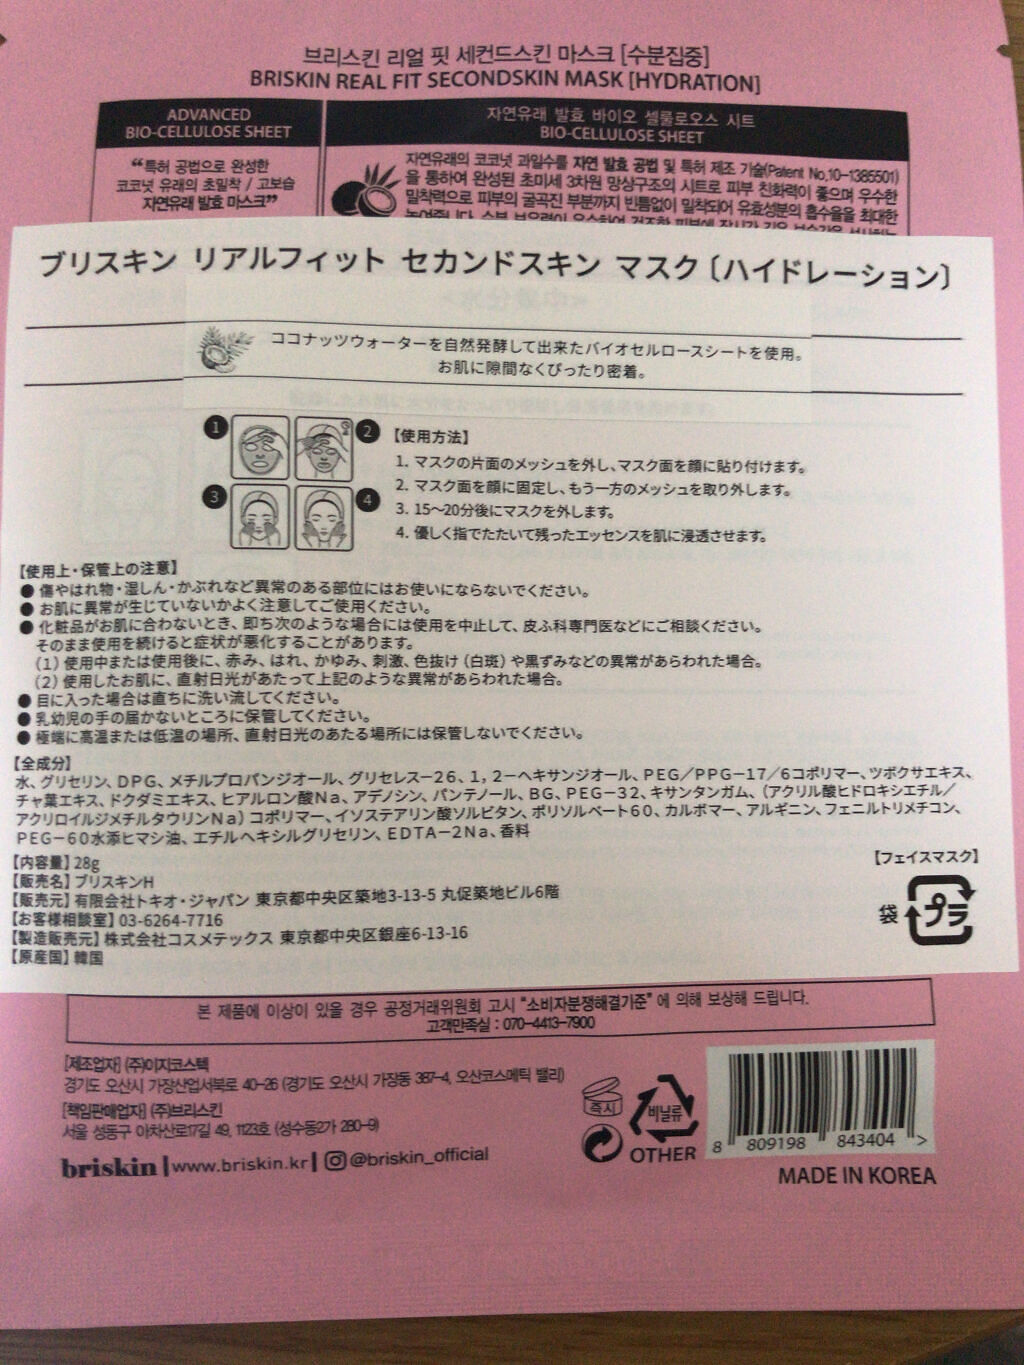 브리스킨 리얼 핏 세컨드스킨 마스크 [수분집중]
BRISKIN REAL FIT SECONDSKIN MASK [HYDRATION]
ADVANCED
BIO-CELLULOSE SHEET
“특허 공법으로 완성한
코코넛 유래의 초밀착 / 고보습
자연유래 발효 마스크”
자연유래 발효 바이오 셀룰로오스 시트
BIO-CELLULOSE SHEET
자연유래의 코코넛 과일수를 자연 발효 공법 및 특허 제조 기술(Patent No,10-1385501)
을 통하여 완성된 초미세 3차원 망상구조의 시트로 피부 친화력이 좋으며 우수한
밀착력으로 피부의 굴곡진 부분까지 빈틈없이 밀착되어 유효성분의 흡수율을 최대한
ブリスキン リアルフィット セカンドスキン マスク〔ハイドレーション〕
ココナッツウォーターを自然発酵して出来たバイオセルロースシートを使用。
お肌に隙間なくぴったり密着。
1 2
3 4
【使用方法】
1. マスクの片面のメッシュを外し、マスク面を顔に貼り付けます。
2. マスク面を顔に固定し、もう一方のメッシュを取り外します。
3. 15～20分後にマスクを外します。
4. 優しく指でたたいて残ったエッセンスを肌に浸透させます。
【使用上・保管上の注意】
● 傷やはれ物・湿しん・かぶれなど異常のある部位にはお使いにならないでください。
● お肌に異常が生じていないかよく注意してご使用ください。
● 化粧品がお肌に合わないとき、即ち次のような場合には使用を中止して、皮ふ科専門医などにご相談ください。
そのまま使用を続けると症状が悪化することがあります。
(1) 使用中または使用後に、赤み、はれ、かゆみ、刺激、色抜け（白斑）や黒ずみなどの異常があらわれた場合。
(2) 使用したお肌に、直射日光があたって上記のような異常があらわれた場合。
● 目に入った場合は直ちに洗い流してください。
● 乳幼児の手の届かないところに保管してください。
● 極端に高温または低温の場所、直射日光のあたる場所には保管しないでください。
【全成分】
水、グリセリン、DPG、メチルプロパンジオール、グリセレス－26、1，2－ヘキサンジオール、PEG／PPG－17／6コポリマー、ツボクサエキス、
チャ葉エキス、ドクダミエキス、ヒアルロン酸Na、アデノシン、パンテノール、BG、PEG－32、キサンタンガム、（アクリル酸ヒドロキシエチル／
アクリロイルジメチルタウリンNa）コポリマー、イソステアリン酸ソルビタン、ポリソルベート60、カルボマー、アルギニン、フェニルトリメチコン、
PEG－60水添ヒマシ油、エチルヘキシルグリセリン、EDTA－2Na、香料
【内容量】28g
【販売名】ブリスキンH
【販売元】有限会社トキオ・ジャパン 東京都中央区築地3-13-5 丸促築地ビル6階
【お客様相談室】03-6264-7716
【製造販売元】株式会社コスメテックス 東京都中央区銀座6-13-16
【原産国】韓国
【フェイスマスク】
袋 プラ
본 제품에 이상이 있을 경우 공정거래위원회 고시 “소비자분쟁해결기준” 에 의해 보상해 드립니다.
고객만족실 : 070-4413-7900
[제조업자] (주)이지코스텍
경기도 오산시 가장산업서북로 40-26 (경기도 오산시 가장동 387-4, 오산코스메틱 밸리)
[책임판매업자] (주)브리스킨
서울 성동구 아차산로17길 49, 1123호 (성수동2가 280-9)
briskin | www.briskin.kr | @briskin_official
즉시
비닐류
OTHER
8 809198 843404 >
MADE IN KOREA